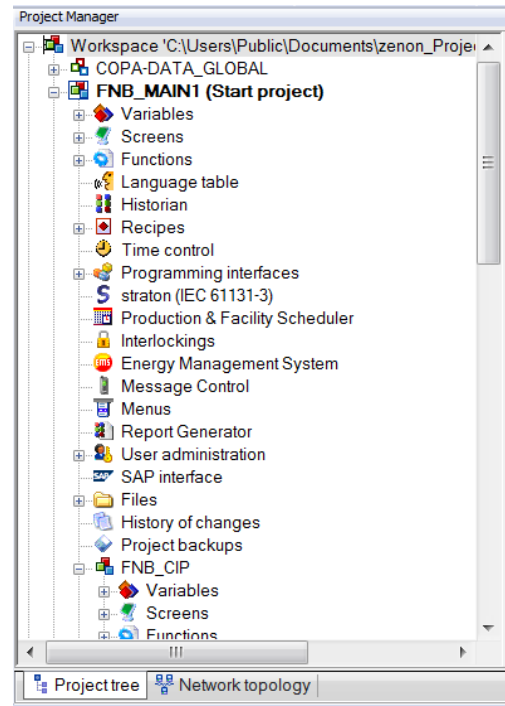 Project Manager
Workspace 'C:\Users\Public\Documents\zenon_Proje
COPA-DATA_GLOBAL
FNB_MAIN1 (Start project)
Variables
Screens
Functions
Language table
Historian
Recipes
Time control
Programming interfaces
straton (IEC 61131-3)
Production & Facility Scheduler
Interlockings
Energy Management System
Message Control
Menus
Report Generator
User administration
SAP interface
Files
History of changes
Project backups
FNB_CIP
Variables
Screens
Functions
Project tree Network topology